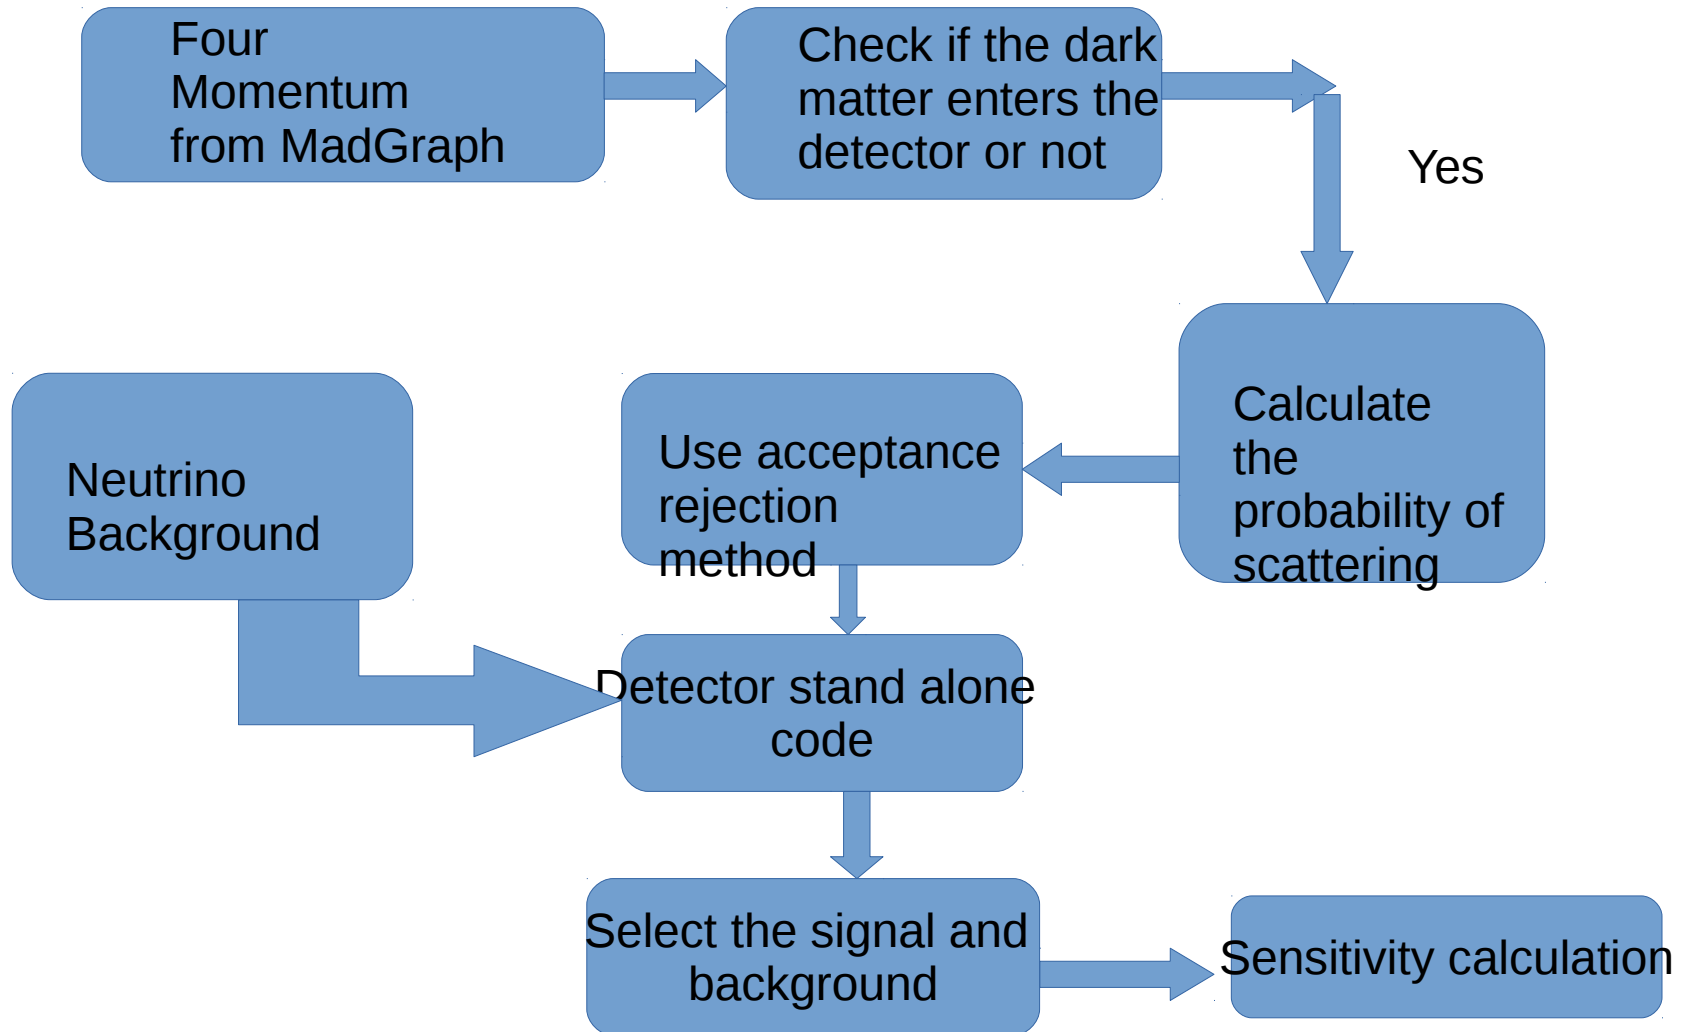 Four
Momentum
from MadGraph
Check if the dark
matter enters the
detector or not
Yes
Calculate
the
probability of
scattering
Use acceptance
rejection
method
Neutrino
Background
Detector stand alone
code
Select the signal and
background
Sensitivity calculation